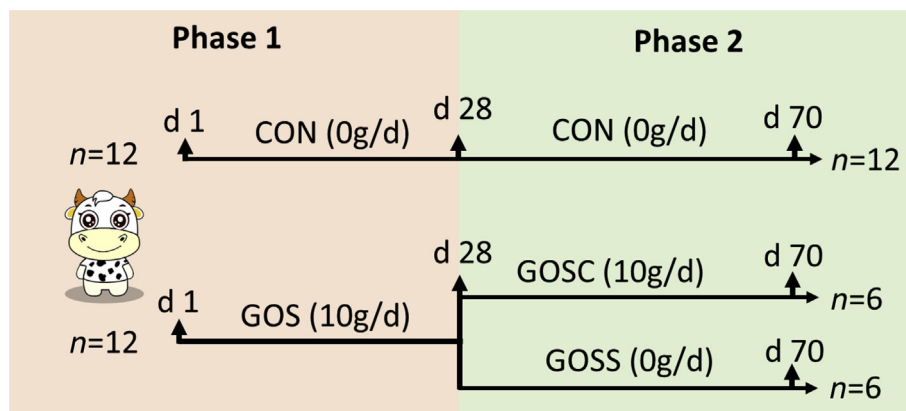 Phase 1
Phase 2
d 1
CON (0g/d)
d 28
CON (0g/d)
d 70
n=12
n=12
d 28
GOSC (10g/d)
d 70
n=6
d 1
GOS (10g/d)
n=12
GOSS (0g/d)
d 70
n=6